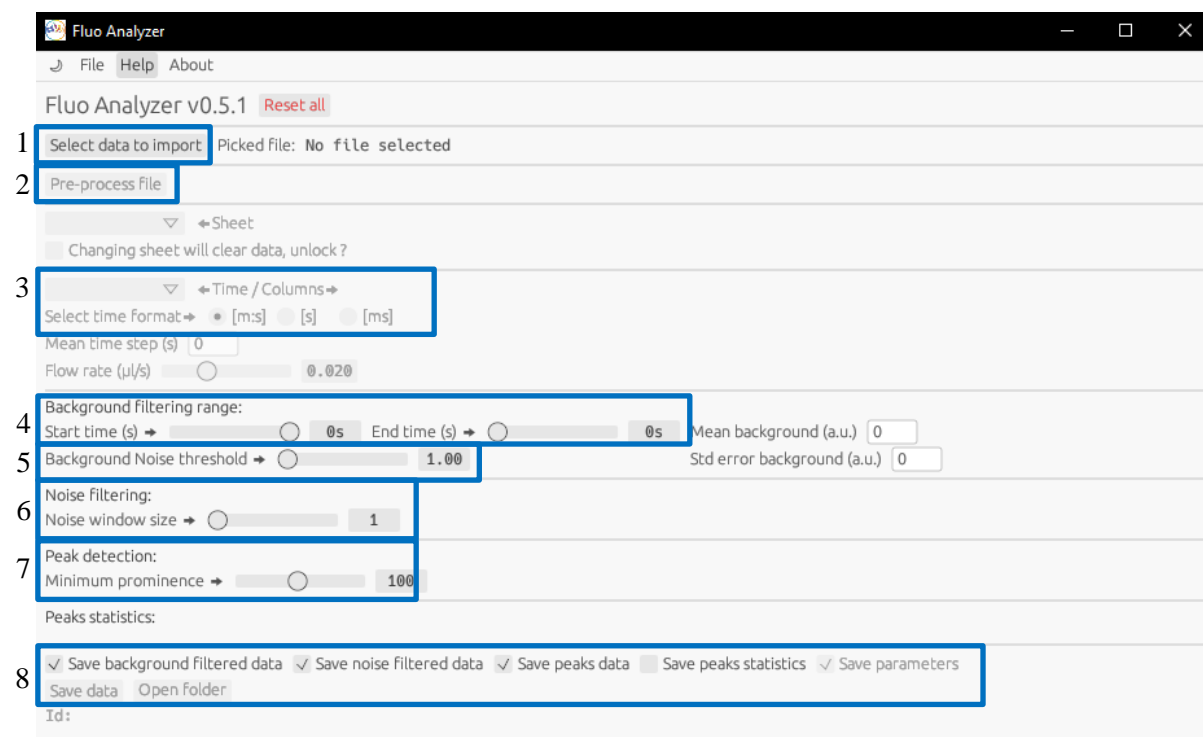 Fluo Analyzer
File Help About
Fluo Analyzer v0.5.1 Reset all
1 Select data to import Picked file: No file selected
2 Pre-process file
←Sheet
Changing sheet will clear data, unlock ?
3 ←Time / Columns→
Select time format→ [m:s] [s] [ms]
Mean time step (s) 0
Flow rate (µl/s) 0.020
Background filtering range:
4 Start time (s) → 0s End time (s) → 0s Mean background (a.u.) 0
5 Background Noise threshold → 1.00 Std error background (a.u.) 0
Noise filtering:
6 Noise window size → 1
Peak detection:
7 Minimum prominence → 100
Peaks statistics:
✓ Save background filtered data ✓ Save noise filtered data ✓ Save peaks data Save peaks statistics ✓ Save parameters
8 Save data Open folder
Id: